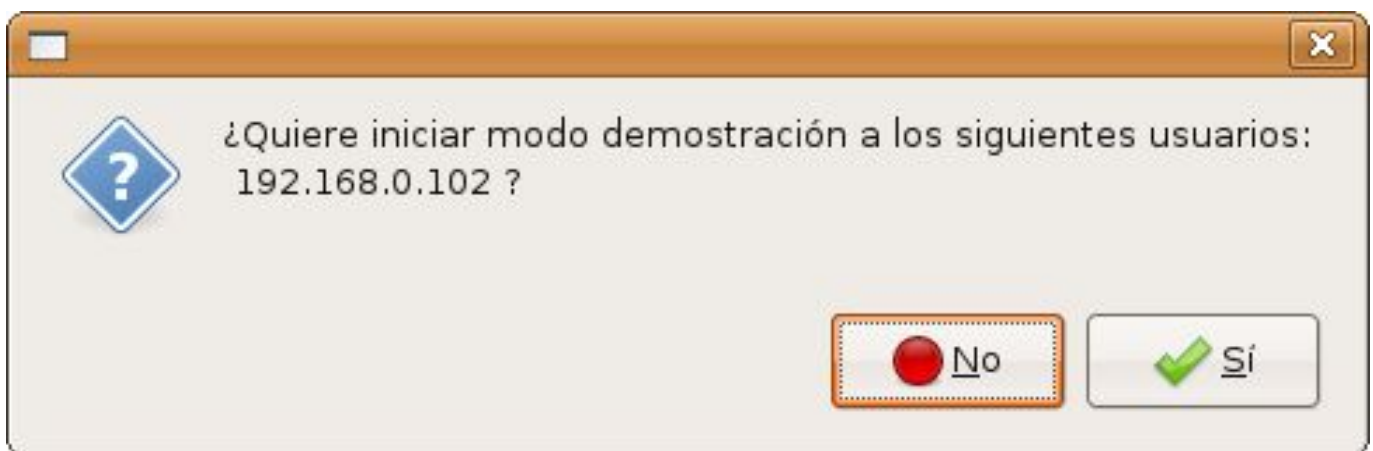 ¿Quiere iniciar modo demostración a los siguientes usuarios:
192.168.0.102 ?
No
Sí